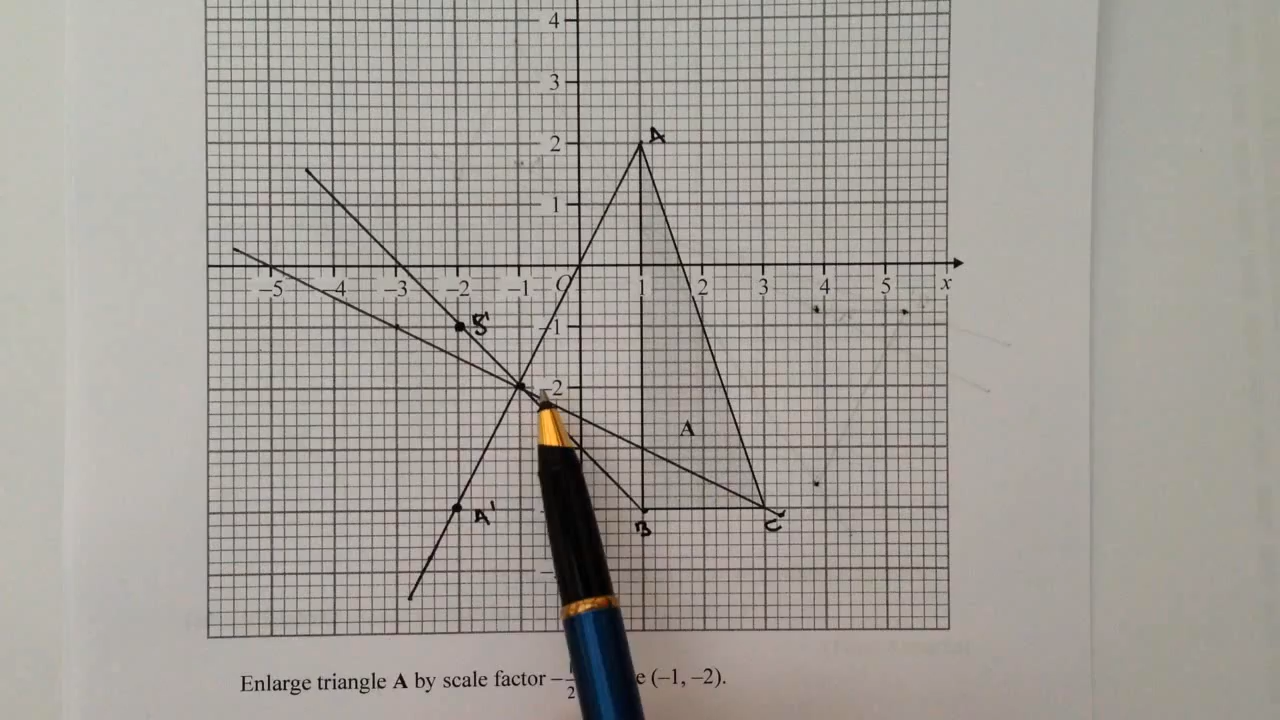 4
3
2 A
1
−5 −4 −3 −2 −1 O 1 2 3 4 5 x
B' −1
−2
A
A' B C
Enlarge triangle A by scale factor − 2 (−1, −2).